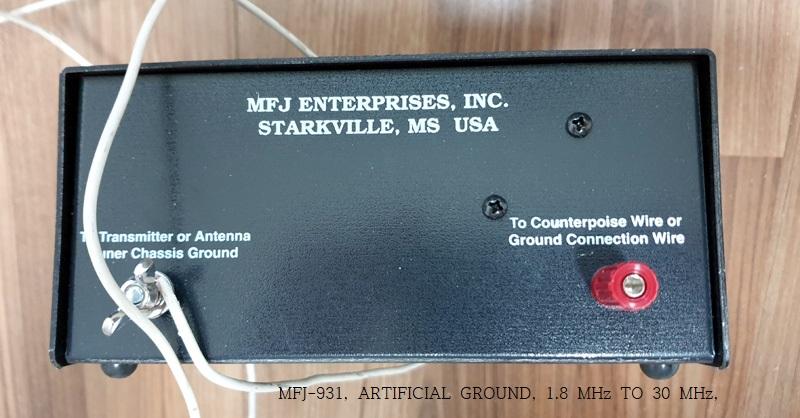 MFJ ENTERPRISES, INC.
STARKVILLE, MS USA
Transmitter or Antenna
Chassis Ground
To Counterpoise Wire or
Ground Connection Wire
MFJ-931, ARTIFICIAL GROUND, 1.8 MHz TO 30 MHz,